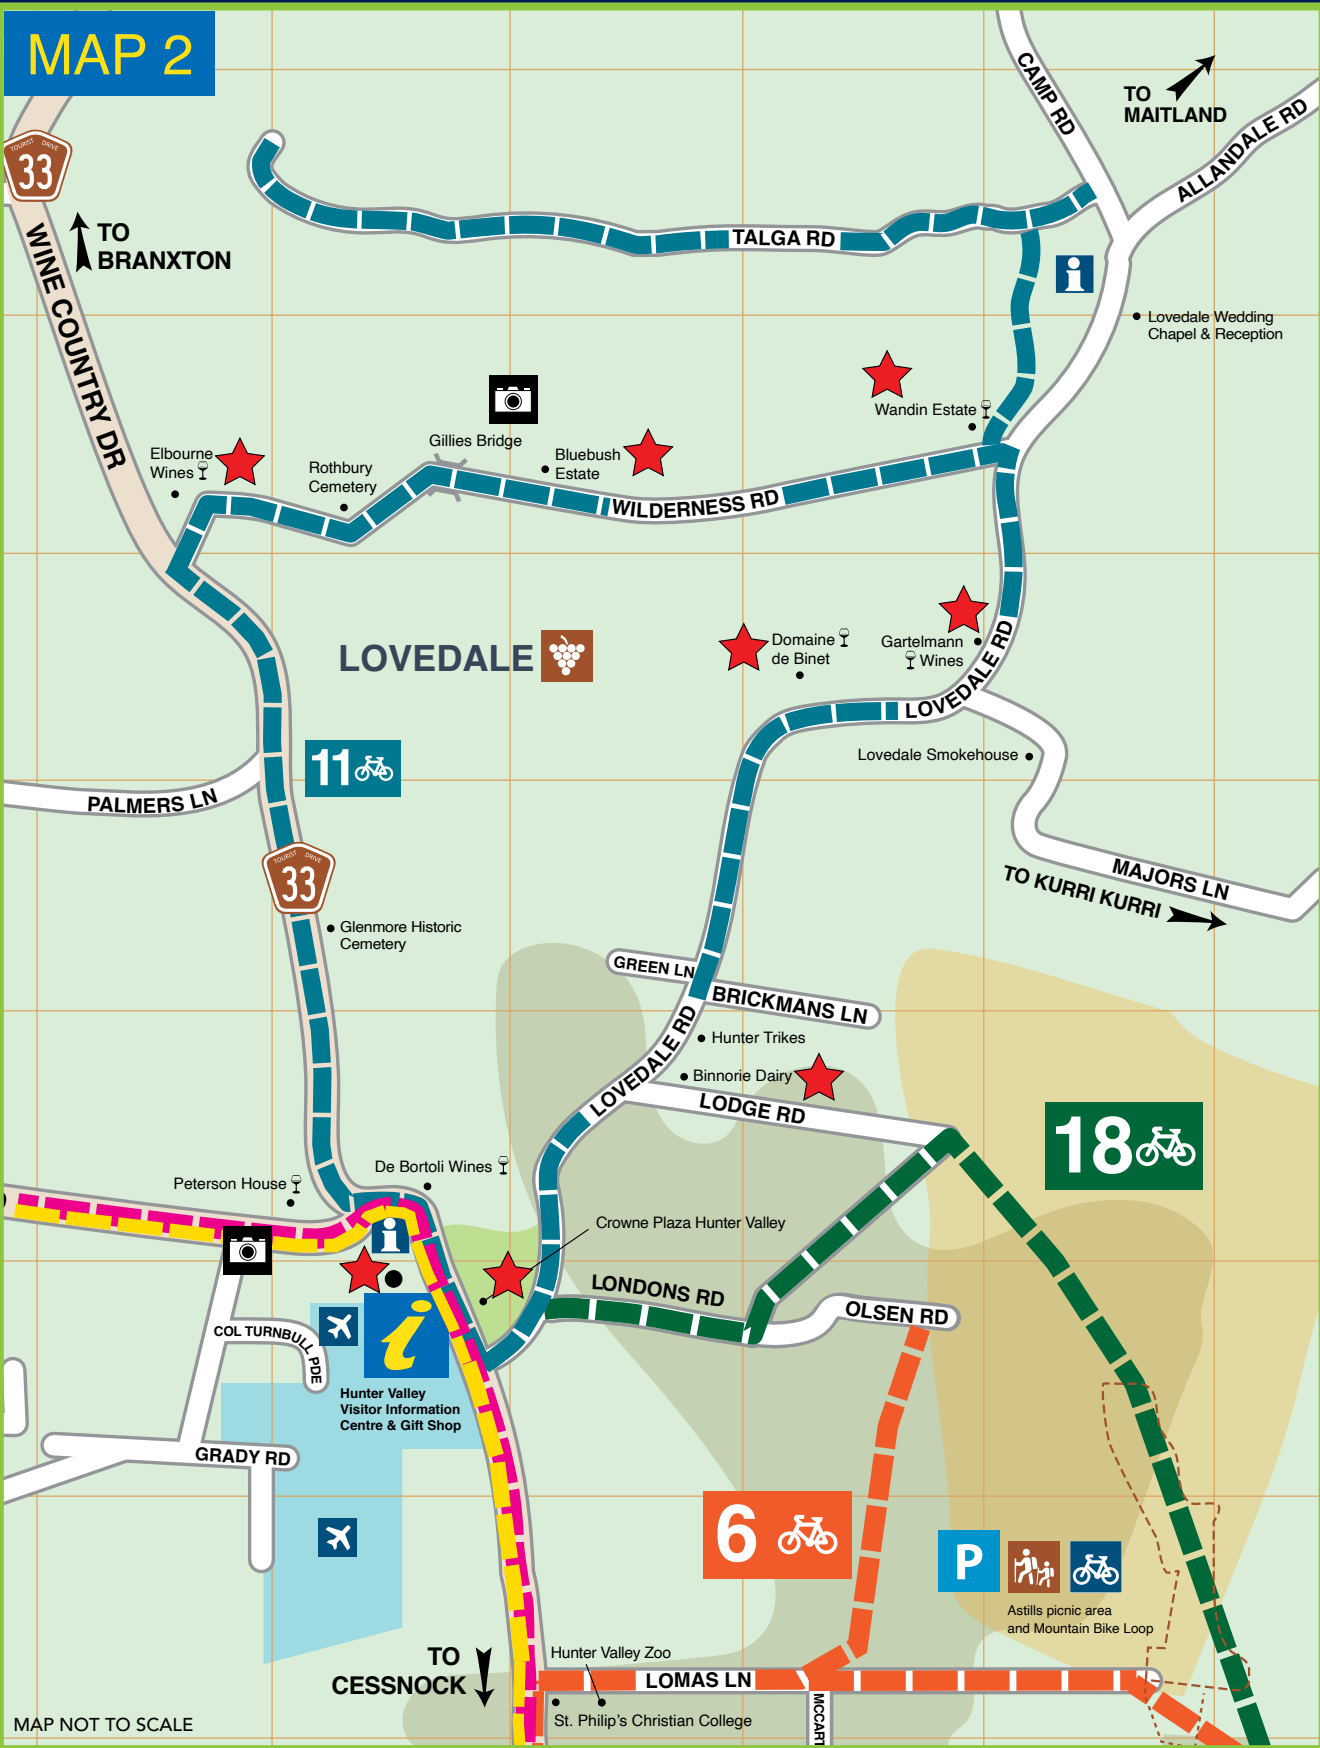 MAP 2
CAMP RD
TO
MAITLAND
ALLANDALE RD
TOURIST DRIVE
33
TO
BRANXTON
WINE COUNTRY DR
TALGA RD
Lovedale Wedding
Chapel & Reception
Wandin Estate
Gillies Bridge
Elbourne
Wines
Rothbury
Cemetery
Bluebush
Estate
WILDERNESS RD
LOVEDALE
Domaine
de Binet
Gartelmann
Wines
LOVEDALE RD
Lovedale Smokehouse
11
PALMERS LN
TOURIST DRIVE
33
MAJORS LN
TO KURRI KURRI
Glenmore Historic
Cemetery
GREEN LN
BRICKMANS LN
Hunter Trikes
LOVEDALE RD
Binnorie Dairy
LODGE RD
18
De Bortoli Wines
Peterson House
Crowne Plaza Hunter Valley
LONDONS RD
OLSEN RD
COL TURNBULL PDE
Hunter Valley
Visitor Information
Centre & Gift Shop
GRADY RD
6
P
Astills picnic area
and Mountain Bike Loop
TO
CESSNOCK
Hunter Valley Zoo
LOMAS LN
MCCART
St. Philip's Christian College
MAP NOT TO SCALE